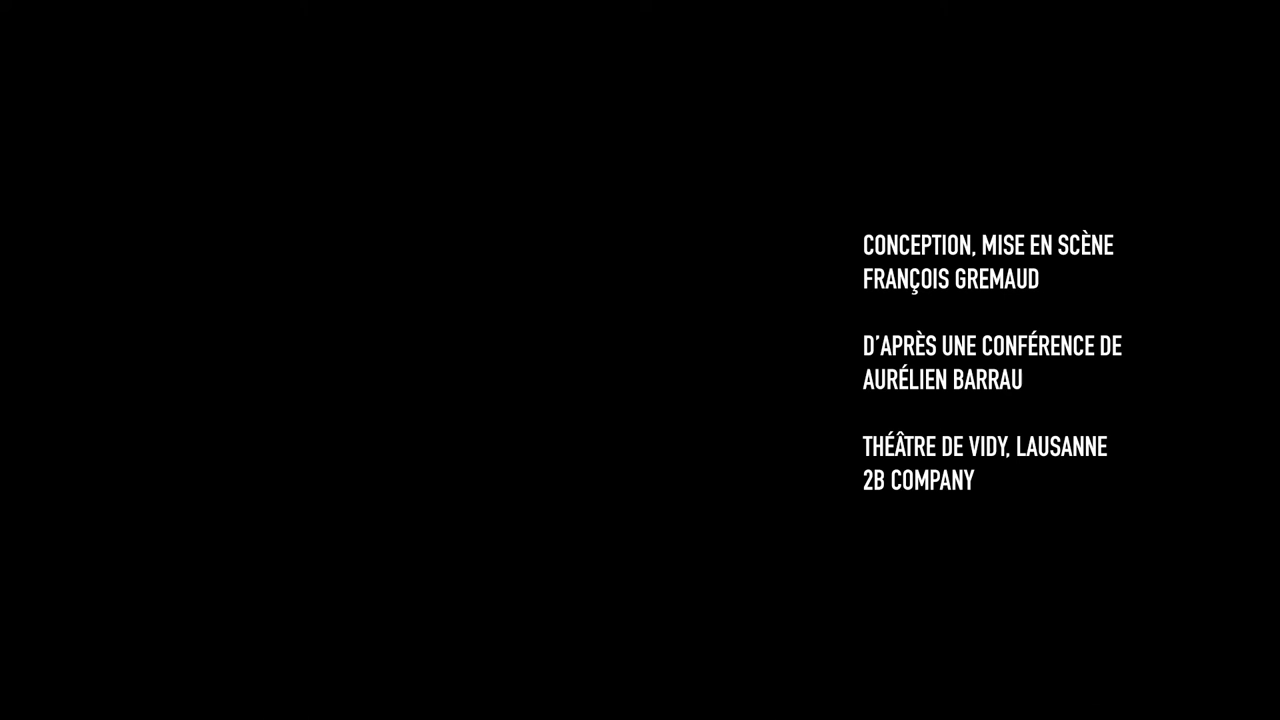 CONCEPTION, MISE EN SCÈNE
FRANÇOIS GREMAUD
D’APRÈS UNE CONFÉRENCE DE
AURÉLIEN BARRAU
THÉÂTRE DE VIDY, LAUSANNE
2B COMPANY